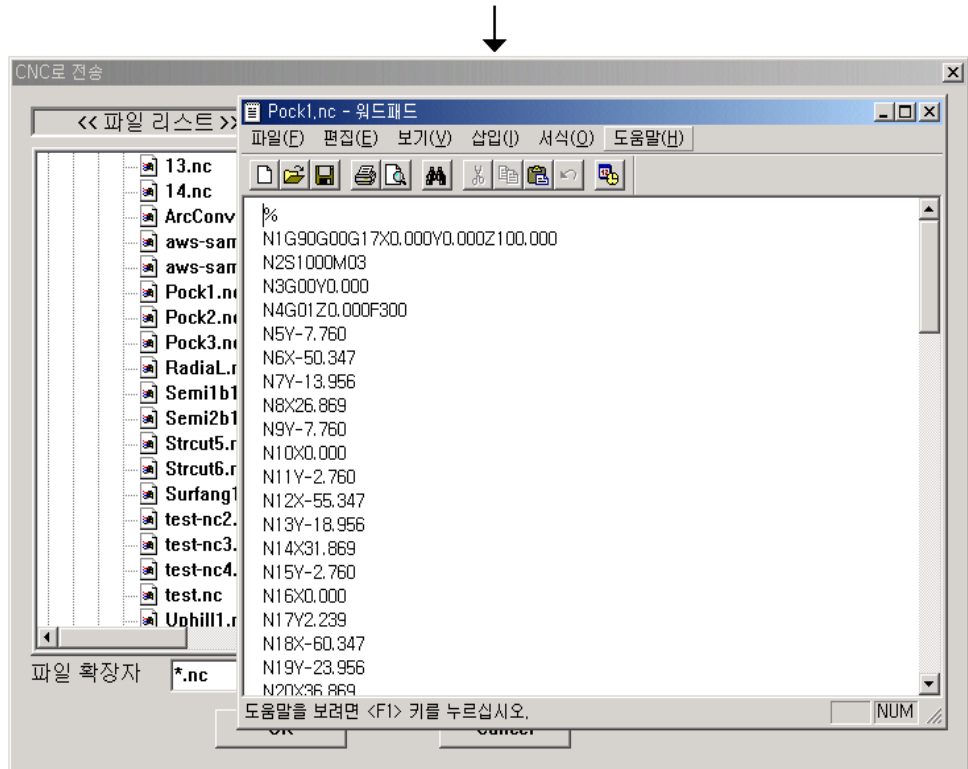 CNC로 전송
<< 파일 리스트 >>
13.nc
14.nc
ArcConv
aws-sam
aws-sam
Pock1.nc
Pock2.n
Pock3.n
RadiaL.n
Semi1b1
Semi2b1
Strcut5.n
Strcut6.n
Surfang1
test-nc2.
test-nc3.
test-nc4.
test.nc
Uphill1.n
파일 확장자 *.nc
OK Cancel
Pock1.nc - 워드패드
파일(F) 편집(E) 보기(V) 삽입(I) 서식(O) 도움말(H)
%
N1G90G00G17X0.000Y0.000Z100.000
N2S1000M03
N3G00Y0.000
N4G01Z0.000F300
N5Y-7.760
N6X-50.347
N7Y-13.956
N8X26.869
N9Y-7.760
N10X0.000
N11Y-2.760
N12X-55.347
N13Y-18.956
N14X31.869
N15Y-2.760
N16X0.000
N17Y2.239
N18X-60.347
N19Y-23.956
N20X36.869
도움말을 보려면 <F1> 키를 누르십시오.
NUM